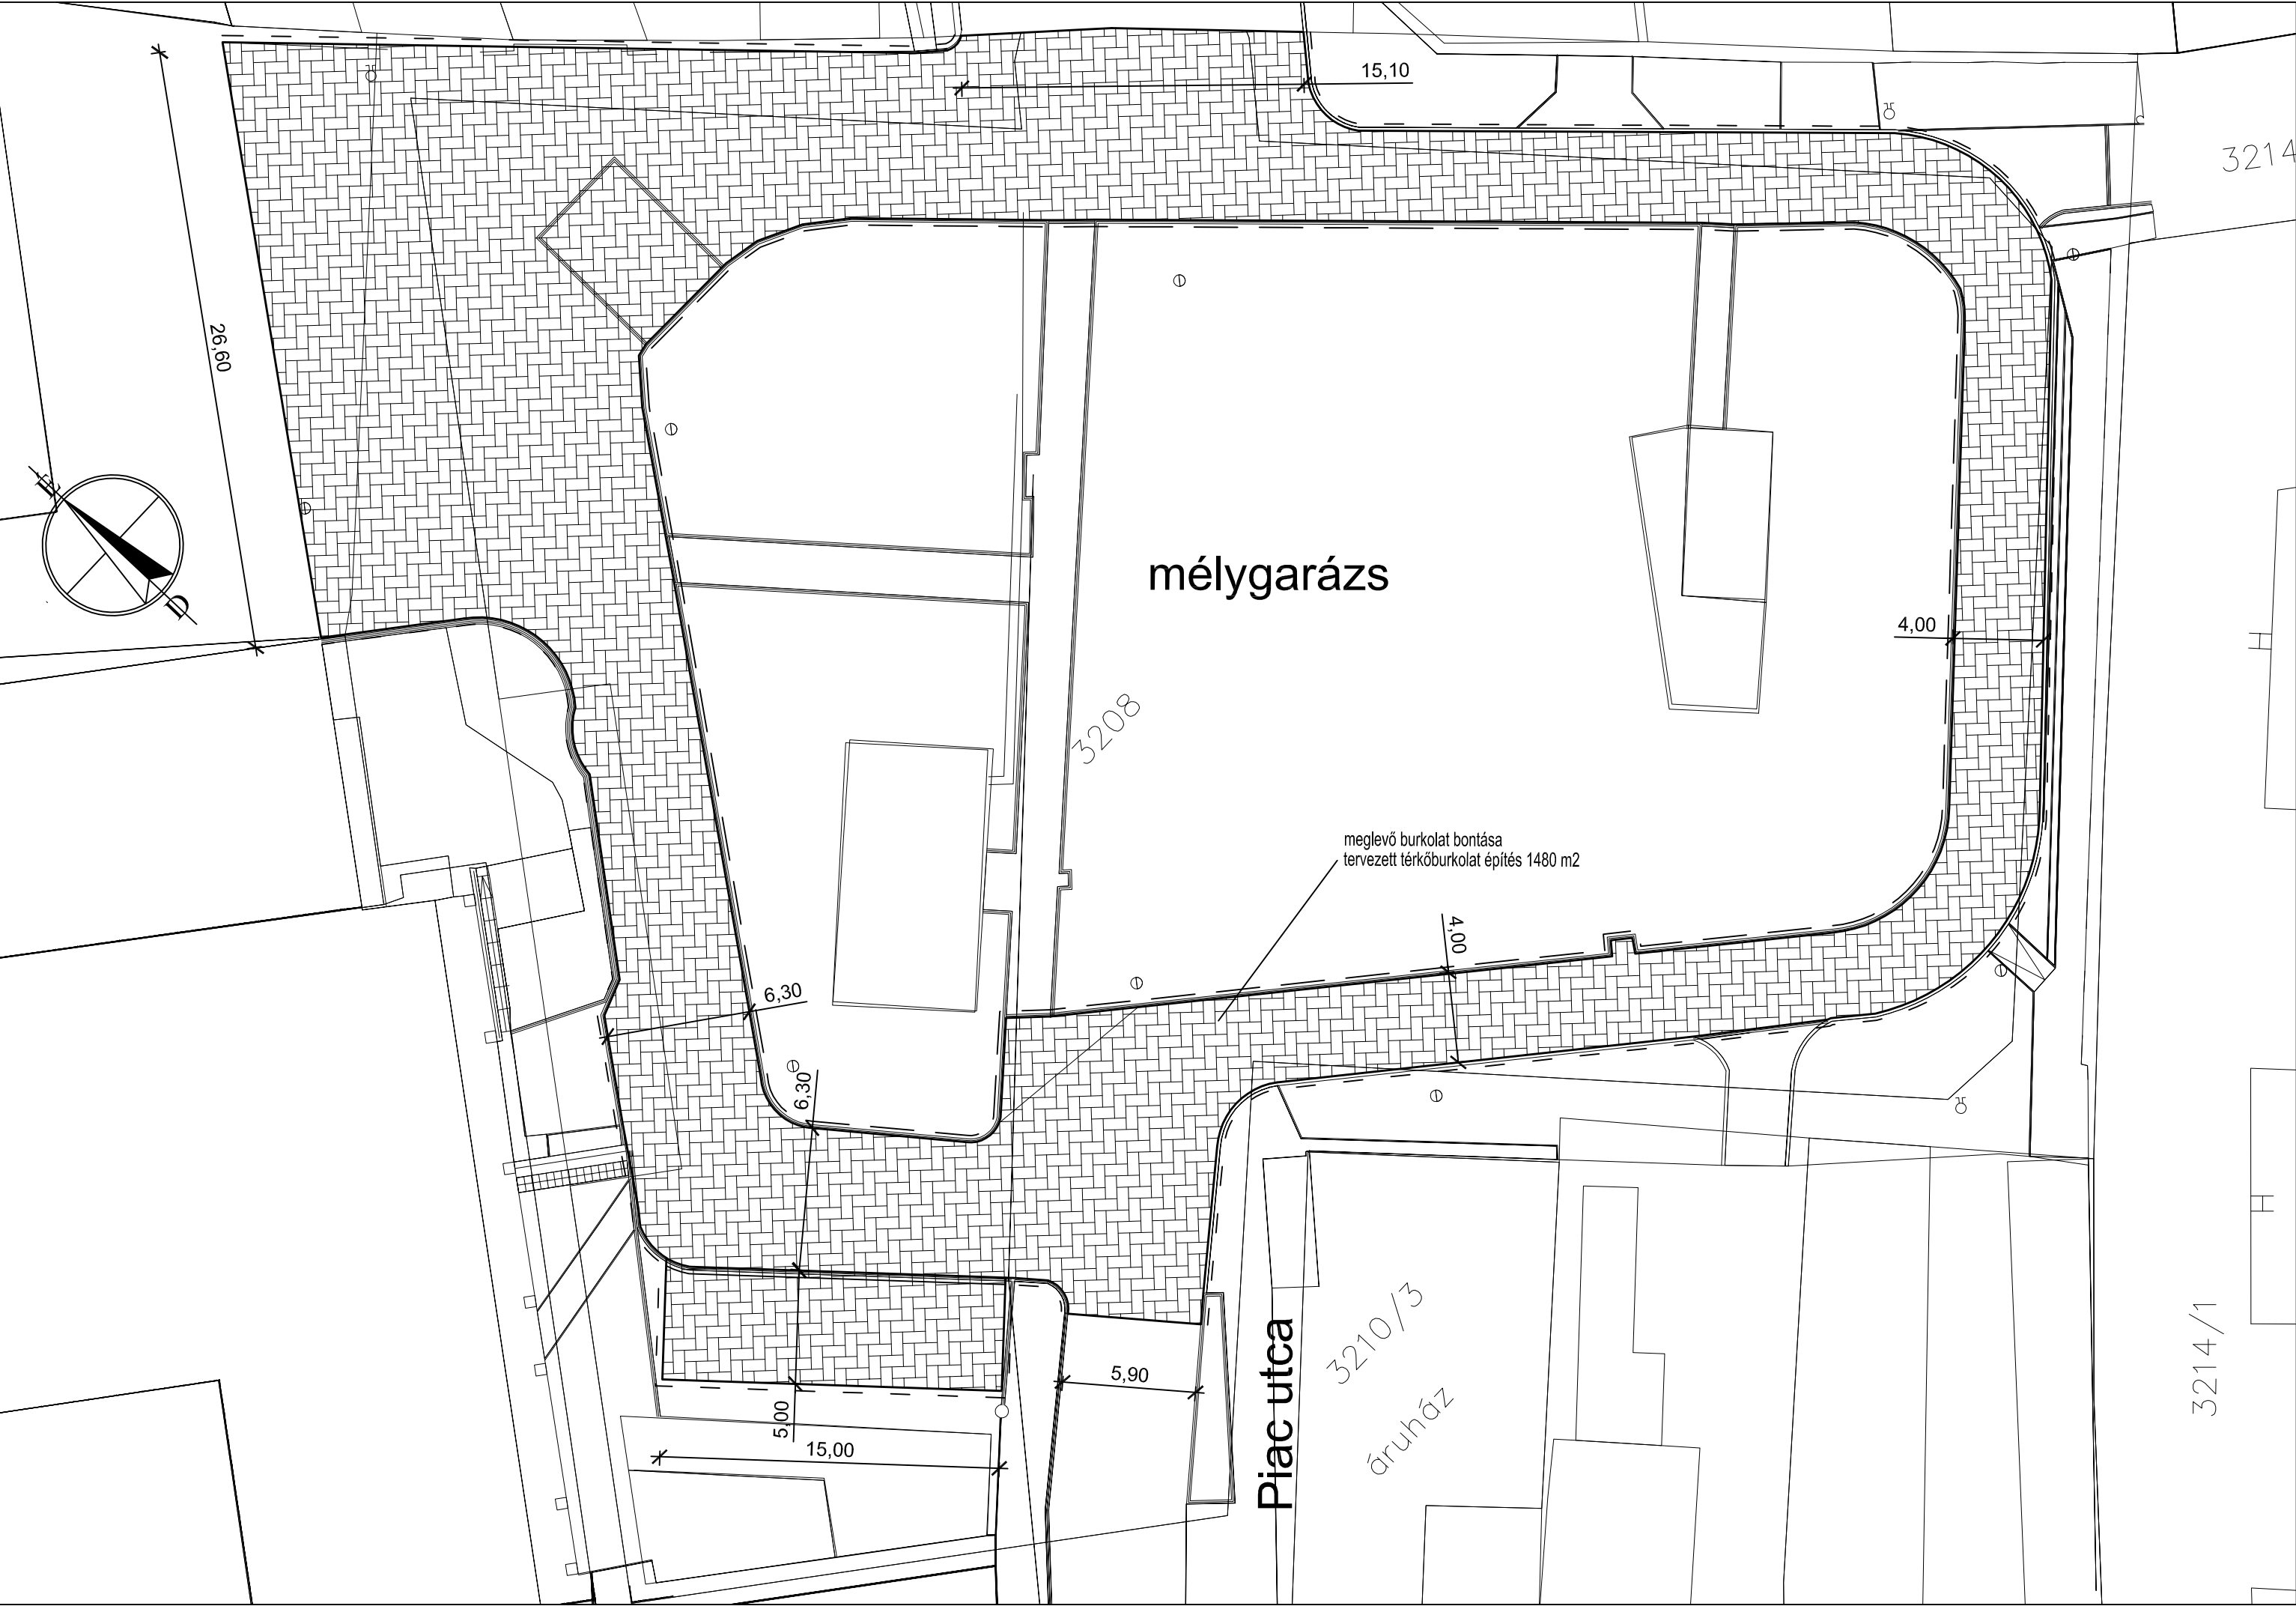 15,10
3214
26,60
É
D
mélygarázs
4,00
3208
meglevő burkolat bontása
tervezett térkőburkolat építés 1480 m2
4,00
6,30
6,30
H
H
3210/3
áruház
Piac utca
3214/1
5,90
5,00
15,00